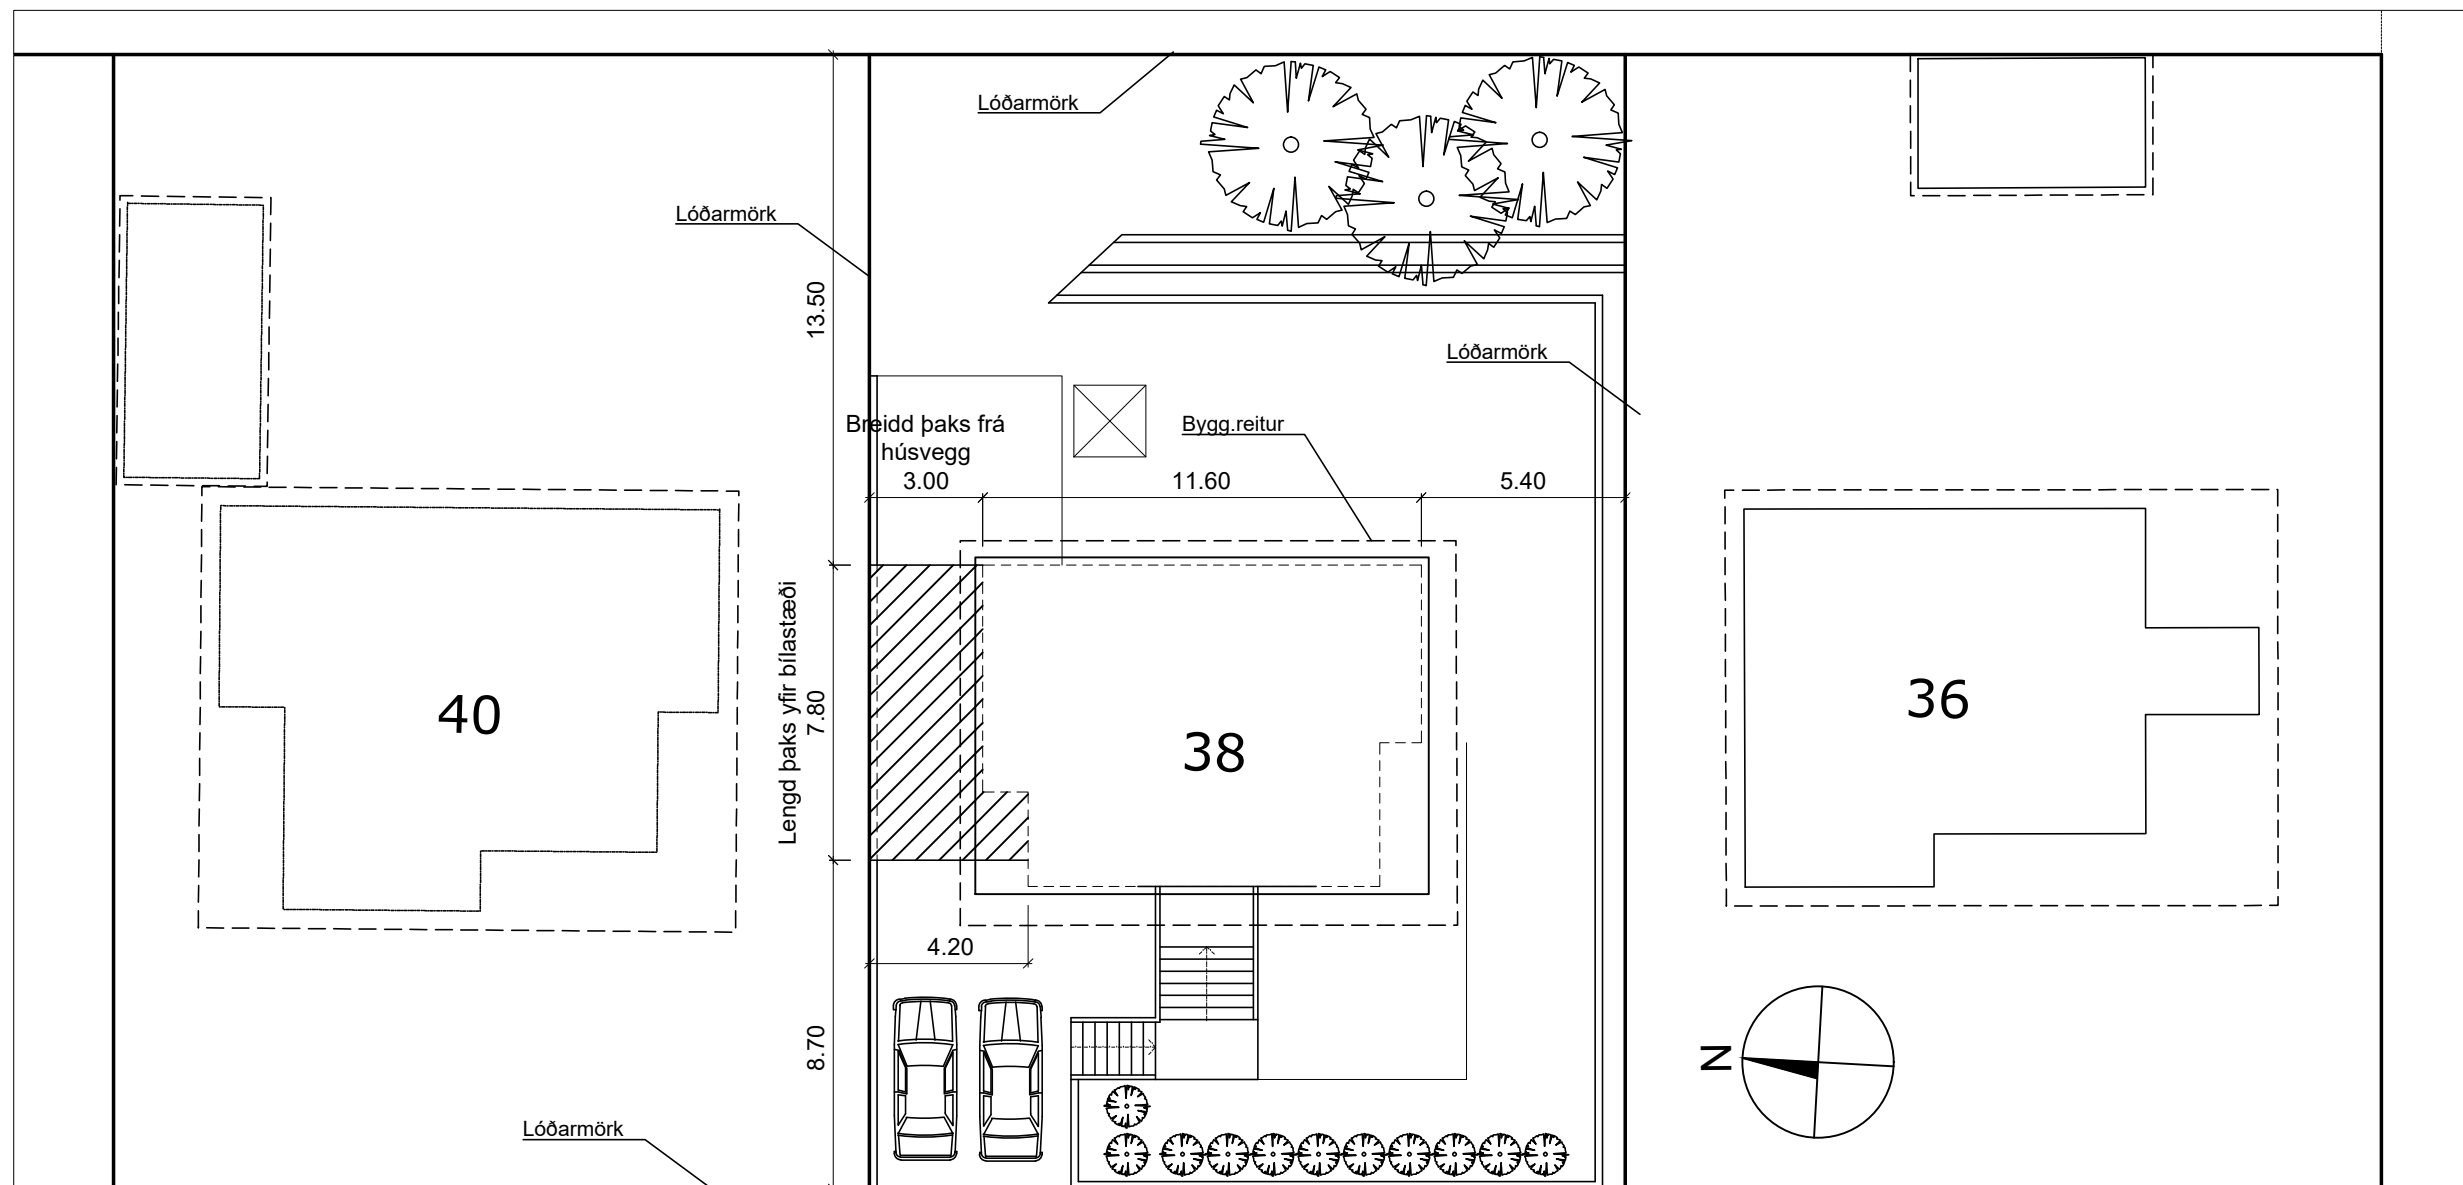 Lóðarmörk
Lóðarmörk
13.50
Lóðarmörk
Breidd þaks frá
húsvegg
Bygg.reitur
3.00
11.60
5.40
Lengd þaks yfir bílastæði
7.80
40
38
36
4.20
8.70
N
Lóðarmörk